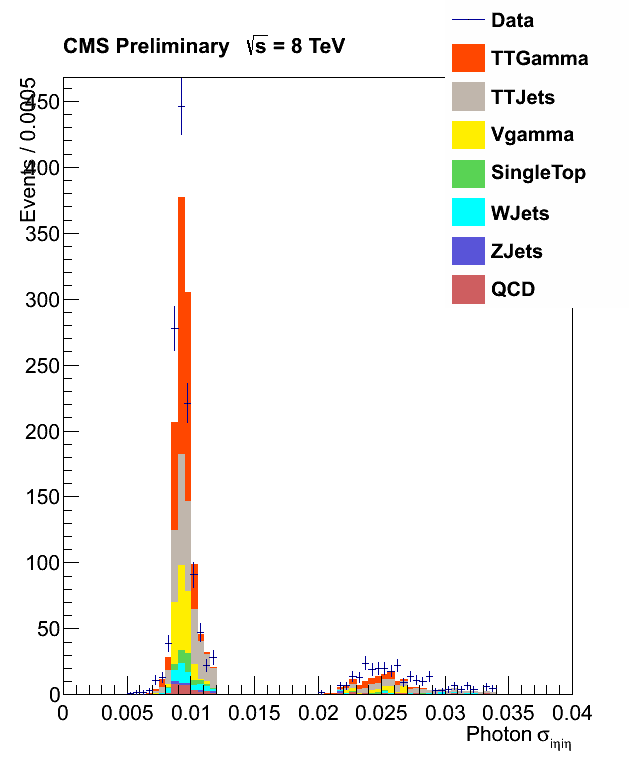 CMS Preliminary √s = 8 TeV
Data
TTGamma
TTJets
Vgamma
SingleTop
WJets
ZJets
QCD
Events / 0.0005
450
400
350
300
250
200
150
100
50
0
0 0.005 0.01 0.015 0.02 0.025 0.03 0.035 0.04
Photon σiηiη